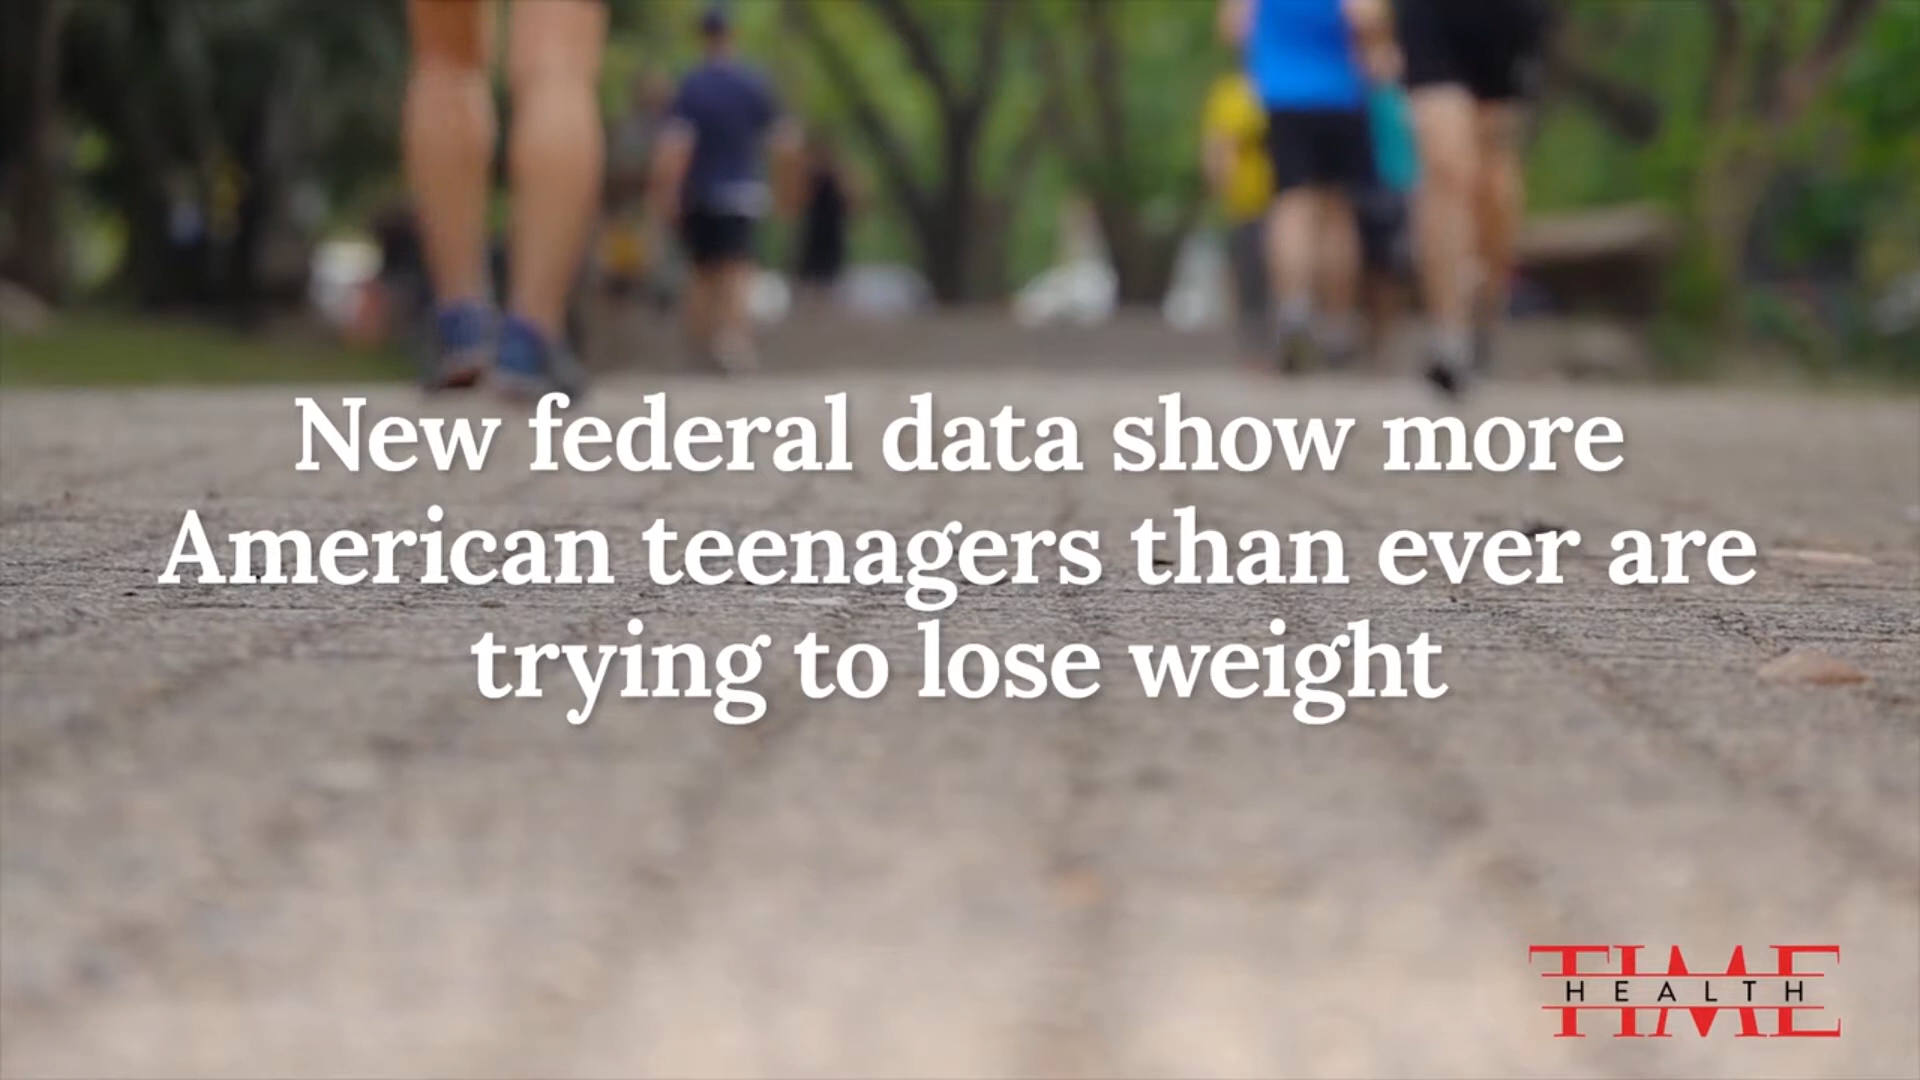 New federal data show more
American teenagers than ever are
trying to lose weight
TIME
HEALTH